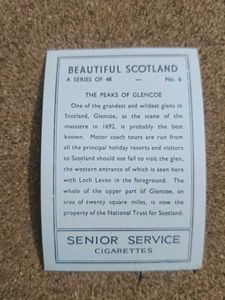 BEAUTIFUL SCOTLAND
A SERIES OF 48 — No. 6
THE PEAKS OF GLENCOE
One of the grandest and wildest glens in
Scotland, Glencoe, as the scene of the
massacre in 1692, is probably the best
known. Motor coach tours are run from
all the principal holiday resorts and visitors
to Scotland should not fail to visit the glen,
the western entrance of which is seen here
with Loch Leven in the foreground. The
whole of the upper part of Glencoe, an
area of twenty square miles, is now the
property of the National Trust for Scotland.
SENIOR SERVICE
CIGARETTES